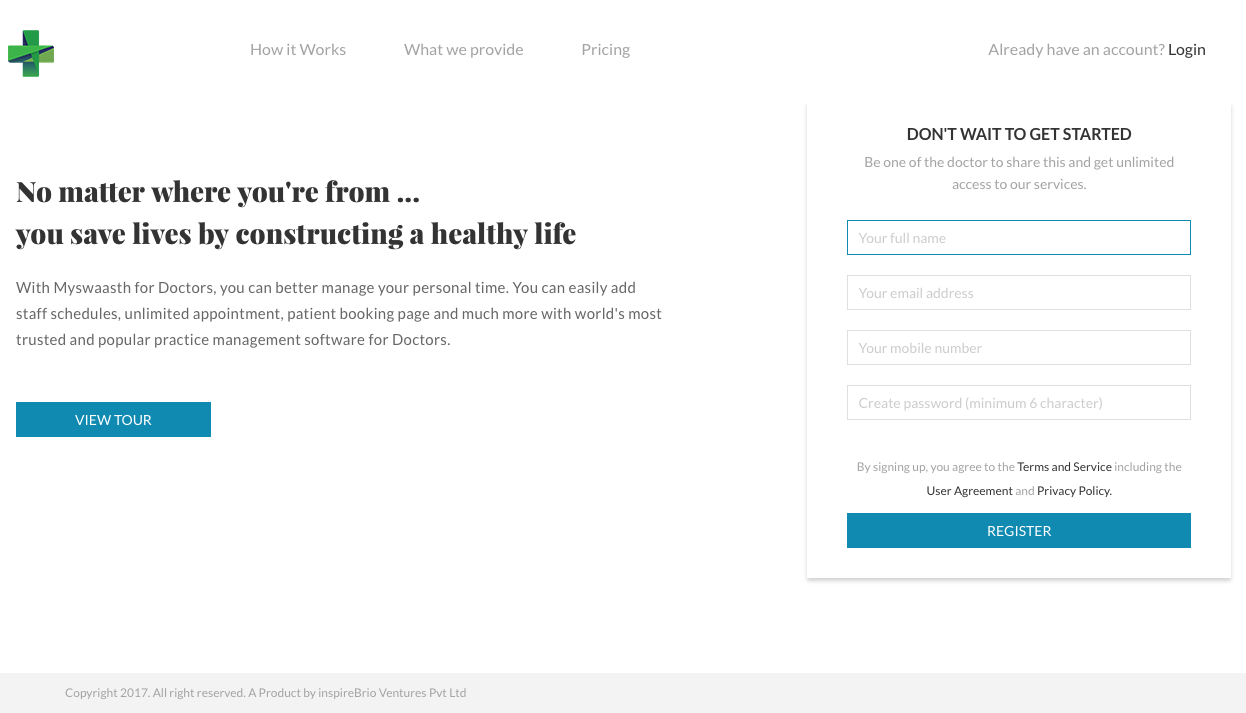 How it Works
What we provide
Pricing
Already have an account? Login
No matter where you're from ...
you save lives by constructing a healthy life
With Myswaasth for Doctors, you can better manage your personal time. You can easily add
staff schedules, unlimited appointment, patient booking page and much more with world's most
trusted and popular practice management software for Doctors.
VIEW TOUR
DON'T WAIT TO GET STARTED
Be one of the doctor to share this and get unlimited
access to our services.
Your full name
Your email address
Your mobile number
Create password (minimum 6 character)
By signing up, you agree to the Terms and Service including the
User Agreement and Privacy Policy.
REGISTER
Copyright 2017. All right reserved. A Product by inspireBrio Ventures Pvt Ltd